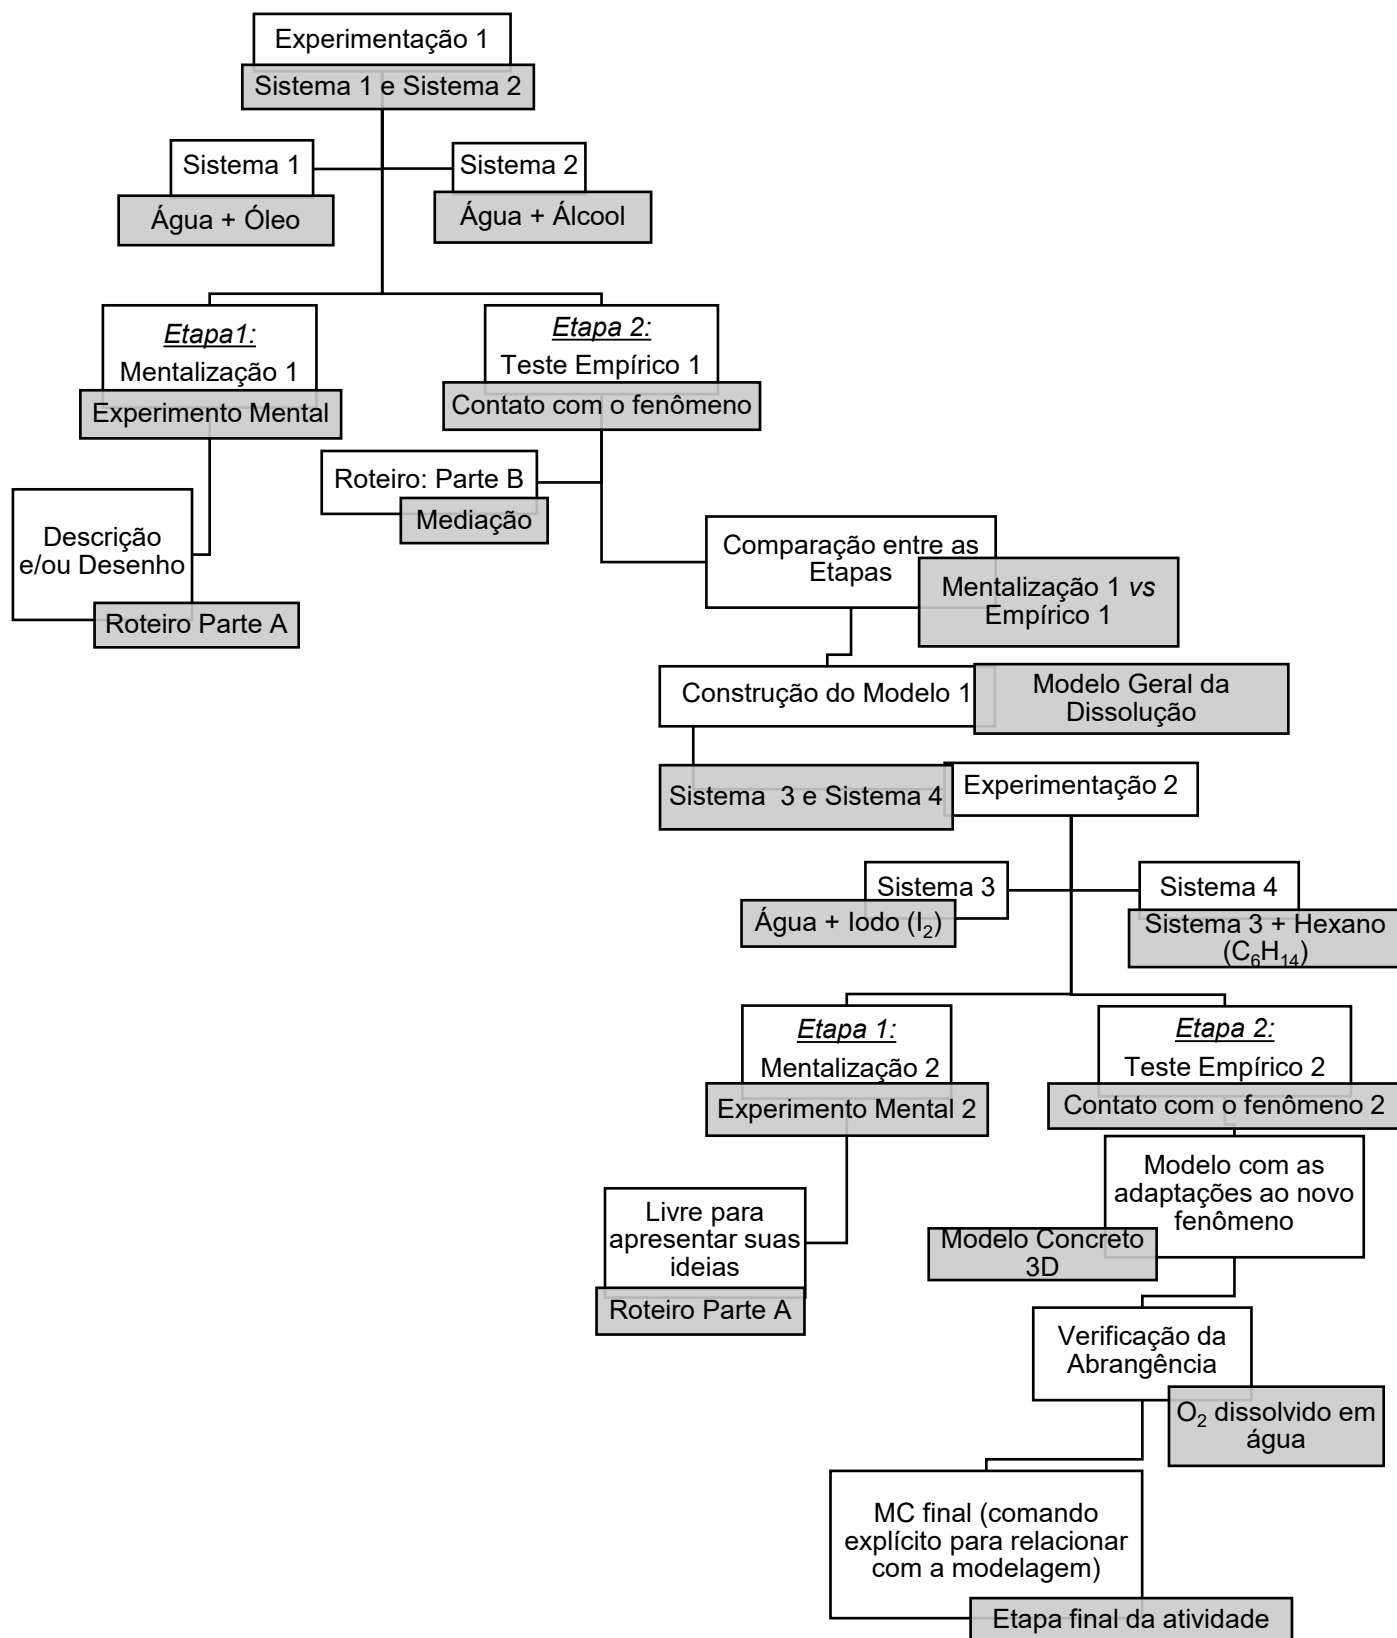 Experimentação 1
Sistema 1 e Sistema 2
Sistema 1
Água + Óleo
Sistema 2
Água + Álcool
Etapa1:
Mentalização 1
Experimento Mental
Etapa 2:
Teste Empírico 1
Contato com o fenômeno
Roteiro: Parte B
Mediação
Descrição
e/ou Desenho
Roteiro Parte A
Comparação entre as
Etapas
Mentalização 1 vs
Empírico 1
Construção do Modelo 1
Modelo Geral da
Dissolução
Experimentação 2
Sistema 3 e Sistema 4
Sistema 3
Água + Iodo (I₂)
Sistema 4
Sistema 3 + Hexano
(C₆H₁₄)
Etapa 1:
Mentalização 2
Experimento Mental 2
Etapa 2:
Teste Empírico 2
Contato com o fenômeno 2
Livre para
apresentar suas
ideias
Roteiro Parte A
Modelo com as
adaptações ao novo
fenômeno
Modelo Concreto
3D
Verificação da
Abrangência
O₂ dissolvido em
água
MC final (comando
explícito para relacionar
com a modelagem)
Etapa final da atividade